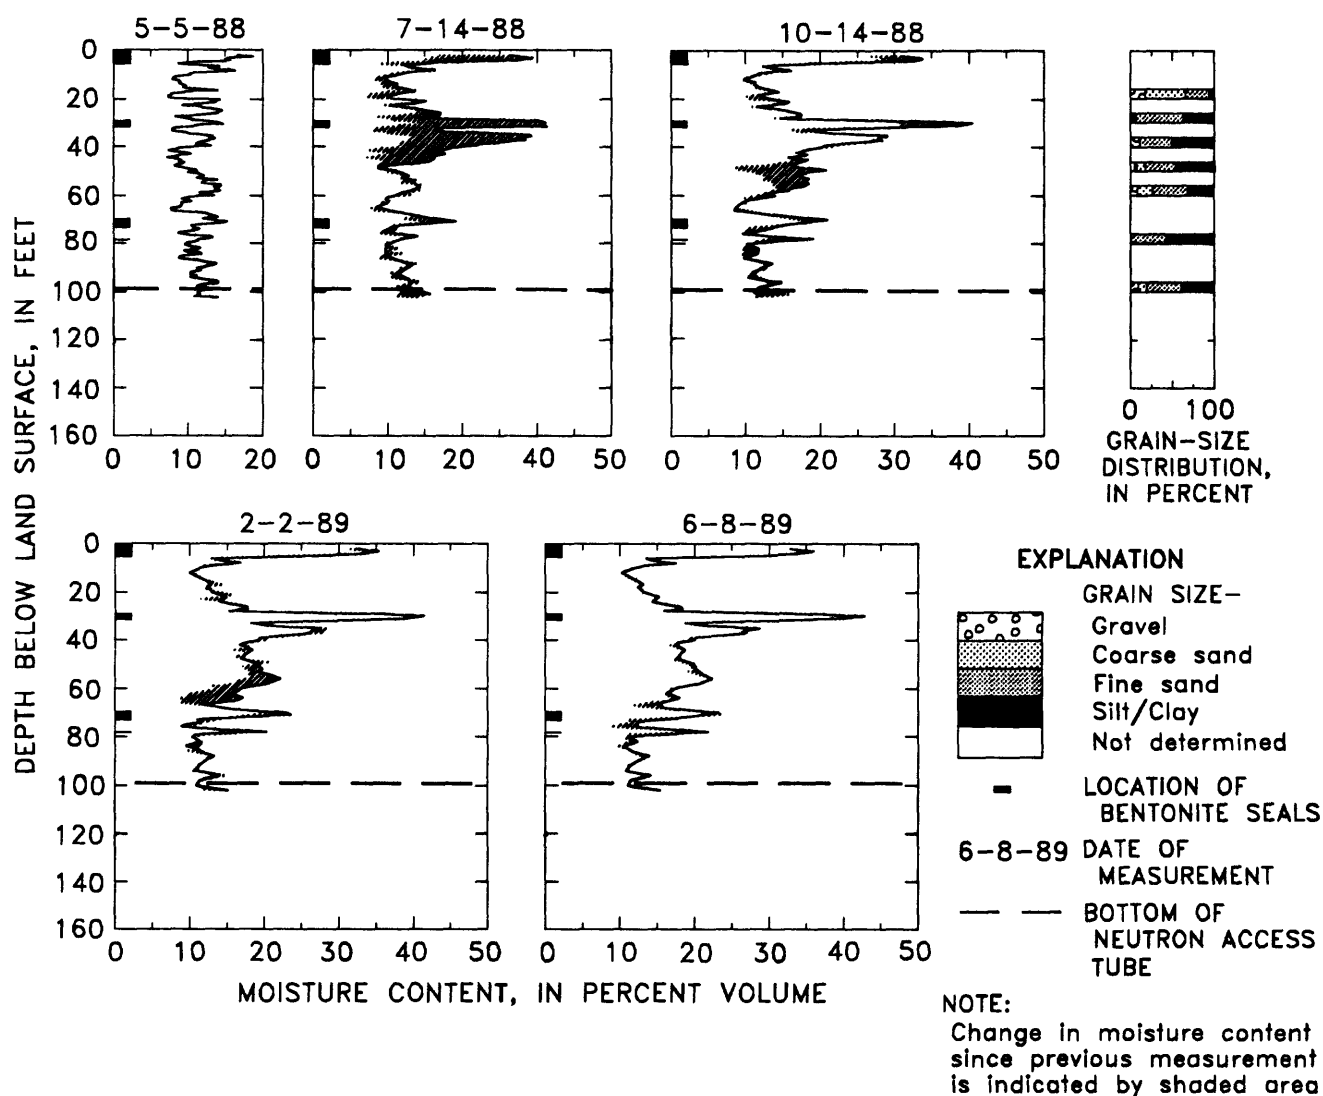 5-5-88
7-14-88
10-14-88
0
20
40
60
80
100
120
140
160
0 10 20
0 10 20 30 40 50
0 10 20 30 40 50
0 100
GRAIN-SIZE
DISTRIBUTION,
IN PERCENT
DEPTH BELOW LAND SURFACE, IN FEET
2-2-89
6-8-89
0
20
40
60
80
100
120
140
160
0 10 20 30 40 50
0 10 20 30 40 50
MOISTURE CONTENT, IN PERCENT VOLUME
EXPLANATION
GRAIN SIZE-
Gravel
Coarse sand
Fine sand
Silt/Clay
Not determined
LOCATION OF
BENTONITE SEALS
6-8-89 DATE OF
MEASUREMENT
BOTTOM OF
NEUTRON ACCESS
TUBE
NOTE:
Change in moisture content
since previous measurement
is indicated by shaded area